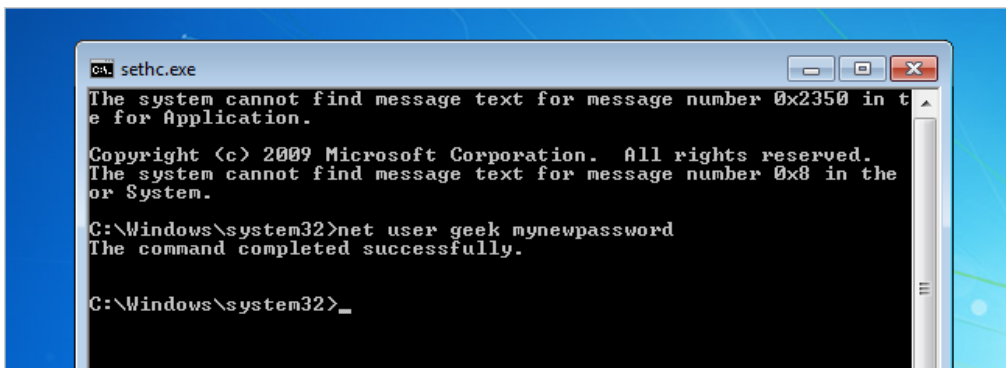 sethc.exe
The system cannot find message text for message number 0x2350 in t
e for Application.
Copyright (c) 2009 Microsoft Corporation.  All rights reserved.
The system cannot find message text for message number 0x8 in the
or System.
C:\Windows\system32>net user geek mynewpassword
The command completed successfully.
C:\Windows\system32>_